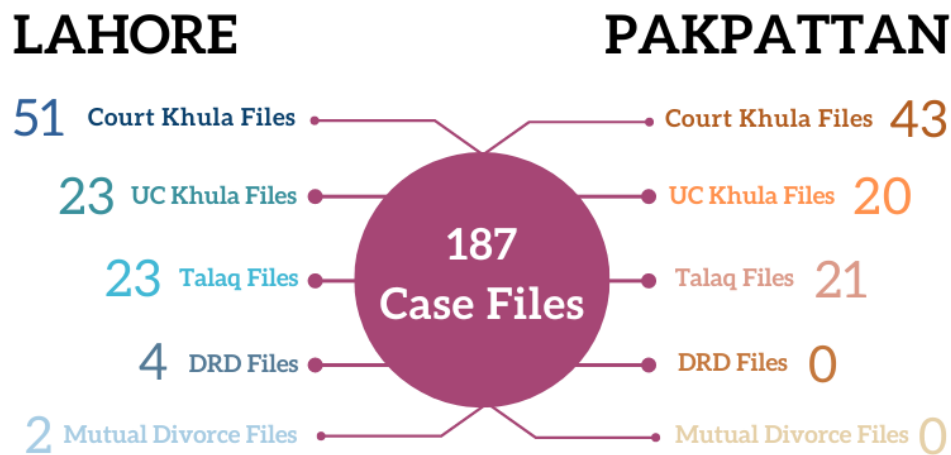 LAHORE
PAKPATTAN
51 Court Khula Files
Court Khula Files 43
23 UC Khula Files
UC Khula Files 20
187
Case Files
23 Talaq Files
Talaq Files 21
4 DRD Files
DRD Files 0
2 Mutual Divorce Files
Mutual Divorce Files 0